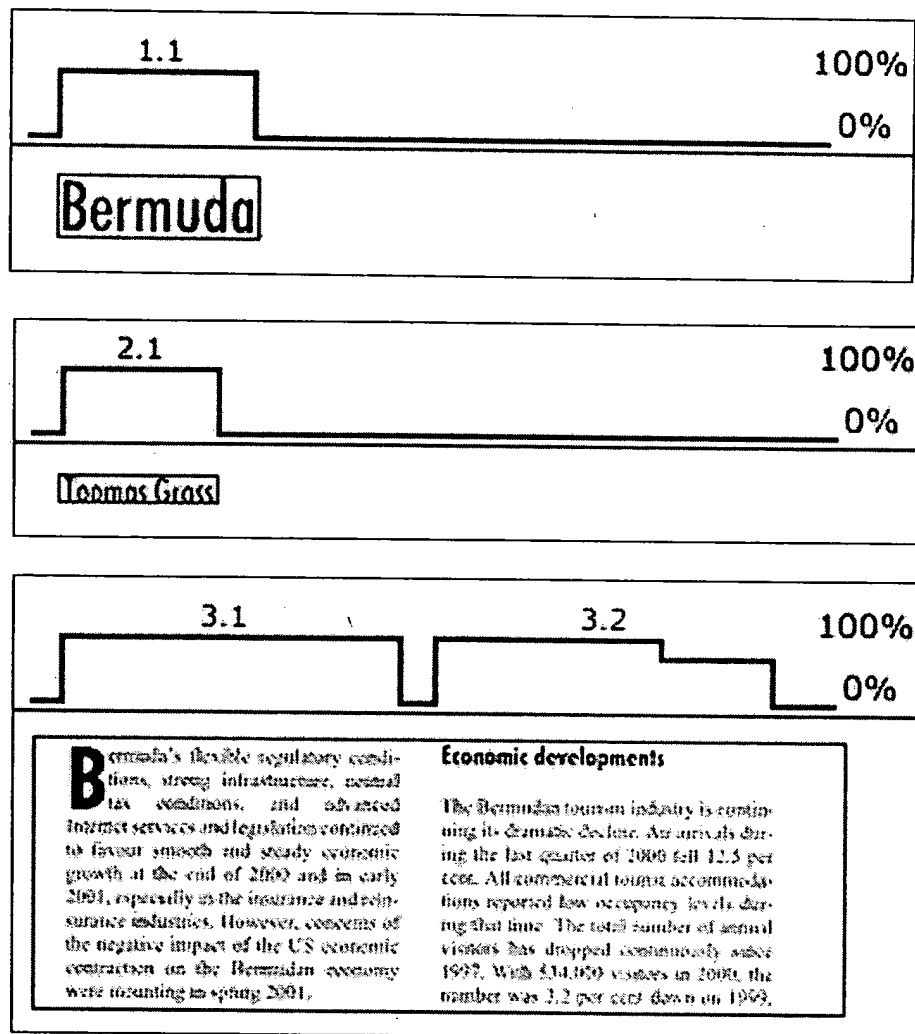 1.1
100%
0%
Bermuda
2.1
100%
0%
Toomas Grass
3.1
3.2
100%
0%
Bermuda's flexible regulatory condi-
tions, strong infrastructure, normal
tax conditions, and advanced
Internet services and legislation continued
to favour smooth and steady economic
growth at the end of 2000 and in early
2001, especially in the insurance and rein-
surance industries. However, concerns of
the negative impact of the US economic
contraction on the Bermudan economy
were mounting in spring 2001.
Economic developments
The Bermudan tourism industry is contin-
uing its dramatic decline. Air arrivals dur-
ing the last quarter of 2000 fell 12.5 per
cent. All commercial tourist accommoda-
tions reported low occupancy levels dur-
ing that time. The total number of annual
visitors has dropped continuously since
1997. With 534,000 visitors in 2000, the
number was 3.2 per cent down on 1999.